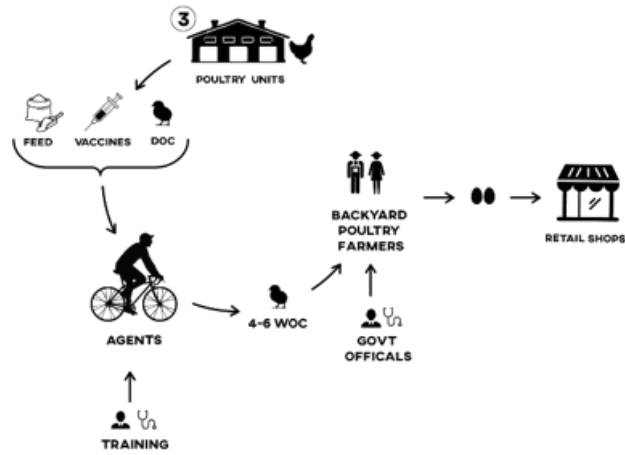 3
POULTRY UNITS
FEED
VACCINES
DOC
BACKYARD
POULTRY
FARMERS
RETAIL SHOPS
AGENTS
4-6 WOC
GOVT
OFFICALS
TRAINING